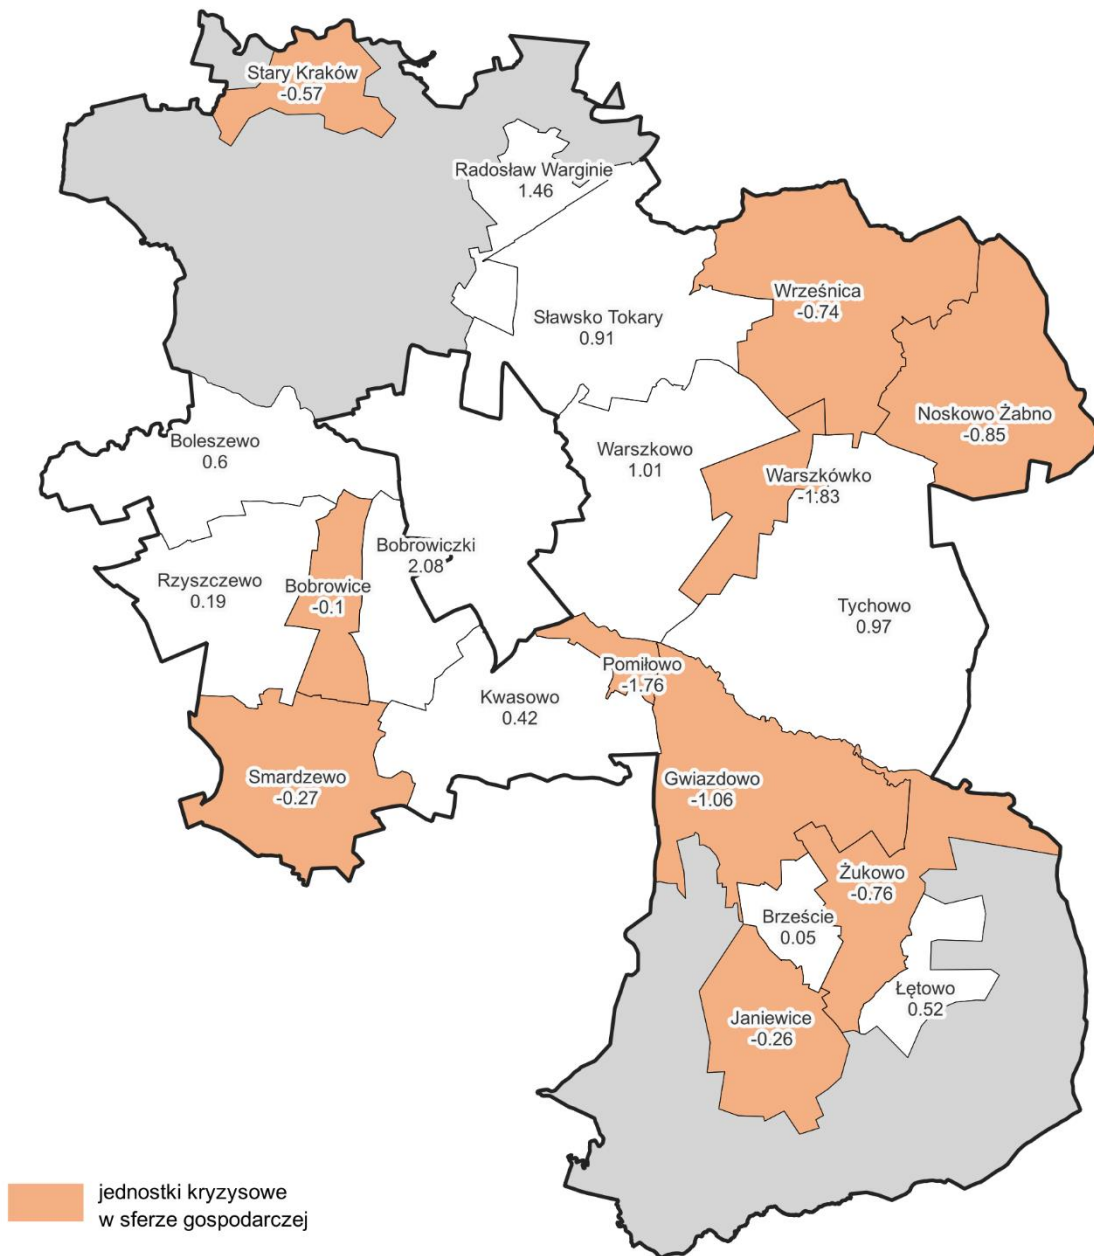 Stary Kraków
-0.57
Radosław Warginie
1.46
Wrześnica
-0.74
Sławsko Tokary
0.91
Noskowo Żabno
-0.85
Boleszewo
0.6
Warszkowo
1.01
Warszkówko
-1.83
Bobrowiczki
2.08
Rzyszczewo
0.19
Bobrowice
-0.1
Tychowo
0.97
Pomiłowo
-1.76
Kwasowo
0.42
Smardzewo
-0.27
Gwiazdowo
-1.06
Żukowo
-0.76
Brzeście
0.05
Łętowo
0.52
Janiewice
-0.26
jednostki kryzysowe
w sferze gospodarczej